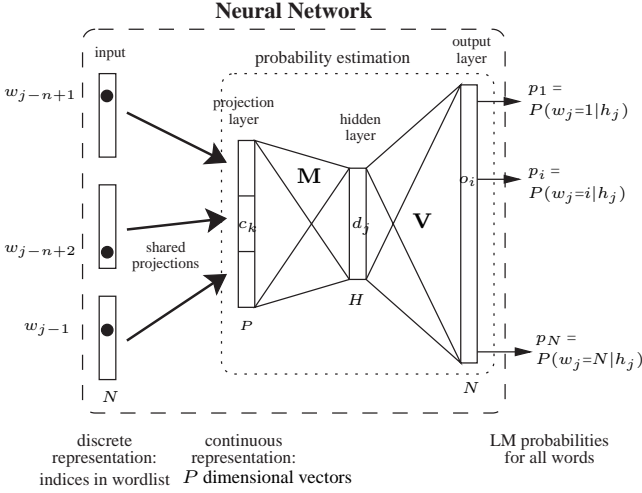 Neural Network
input
probability estimation
output
layer
projection
layer
hidden
layer
w_{j−n+1}
w_{j−n+2}
w_{j−1}
shared
projections
c_k
M
d_j
V
o_i
P
H
N
N
p_1 =
P(w_j=1|h_j)
p_i =
P(w_j=i|h_j)
p_N =
P(w_j=N|h_j)
discrete
representation:
indices in wordlist
continuous
representation:
P dimensional vectors
LM probabilities
for all words